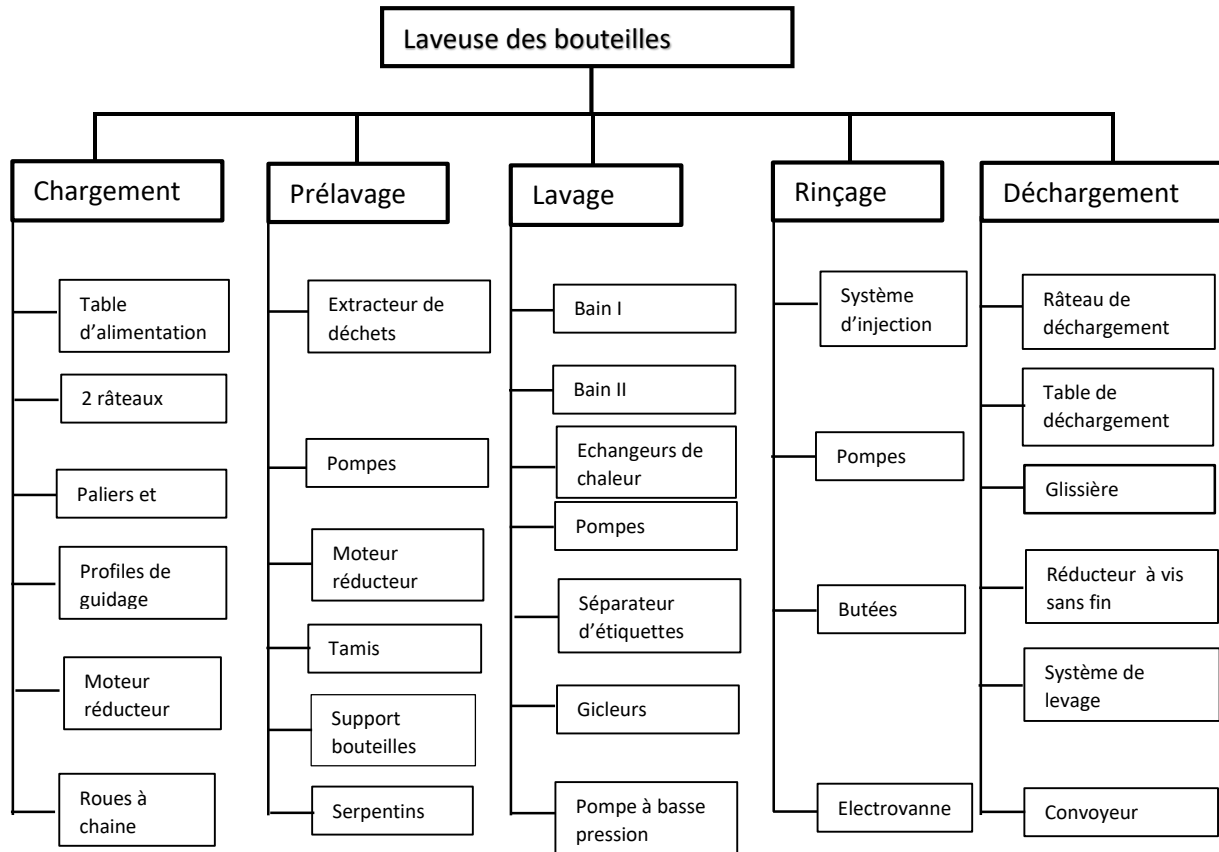 Laveuse des bouteilles
Chargement
Prélavage
Lavage
Rinçage
Déchargement
Table
d’alimentation
2 râteaux
Paliers et
Profiles de
guidage
Moteur
réducteur
Roues à
chaine
Extracteur de
déchets
Pompes
Moteur
réducteur
Tamis
Support
bouteilles
Serpentins
Bain I
Bain II
Echangeurs de
chaleur
Pompes
Séparateur
d’étiquettes
Gicleurs
Pompe à basse
pression
Système
d’injection
Pompes
Butées
Electrovanne
Râteau de
déchargement
Table de
déchargement
Glissière
Réducteur à vis
sans fin
Système de
levage
Convoyeur